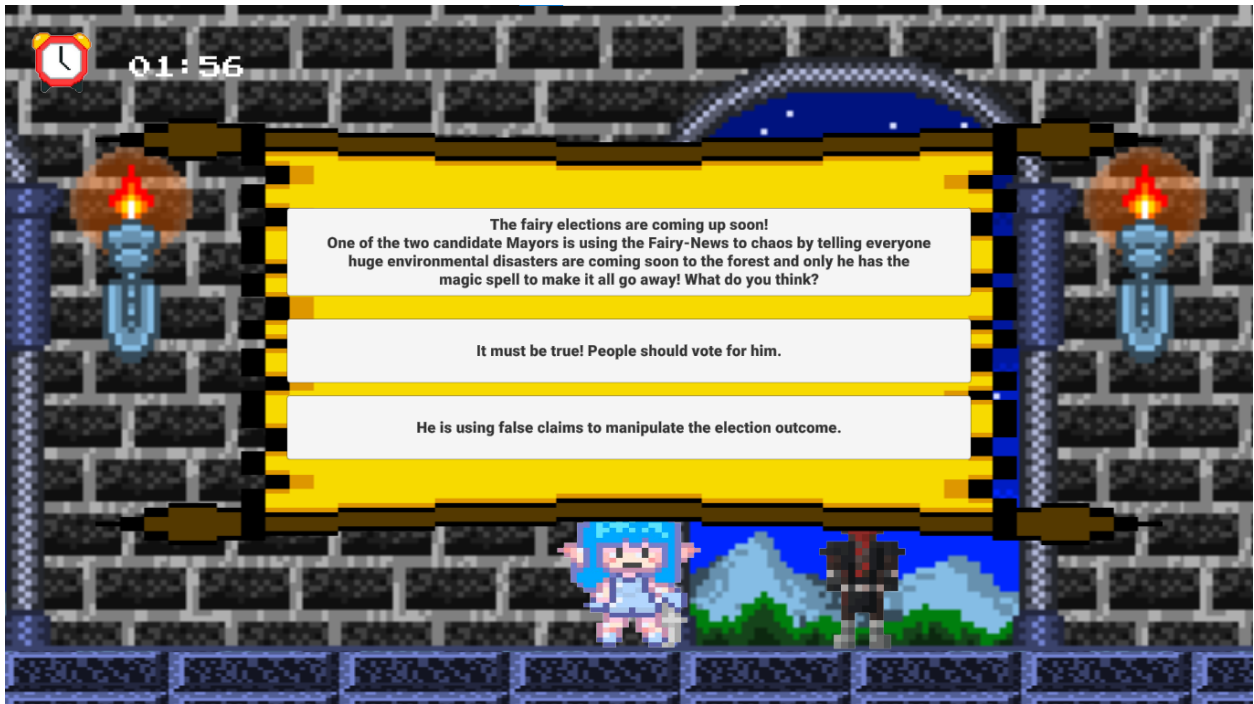 01:56
The fairy elections are coming up soon!
One of the two candidate Mayors is using the Fairy-News to chaos by telling everyone
huge environmental disasters are coming soon to the forest and only he has the
magic spell to make it all go away! What do you think?
It must be true! People should vote for him.
He is using false claims to manipulate the election outcome.